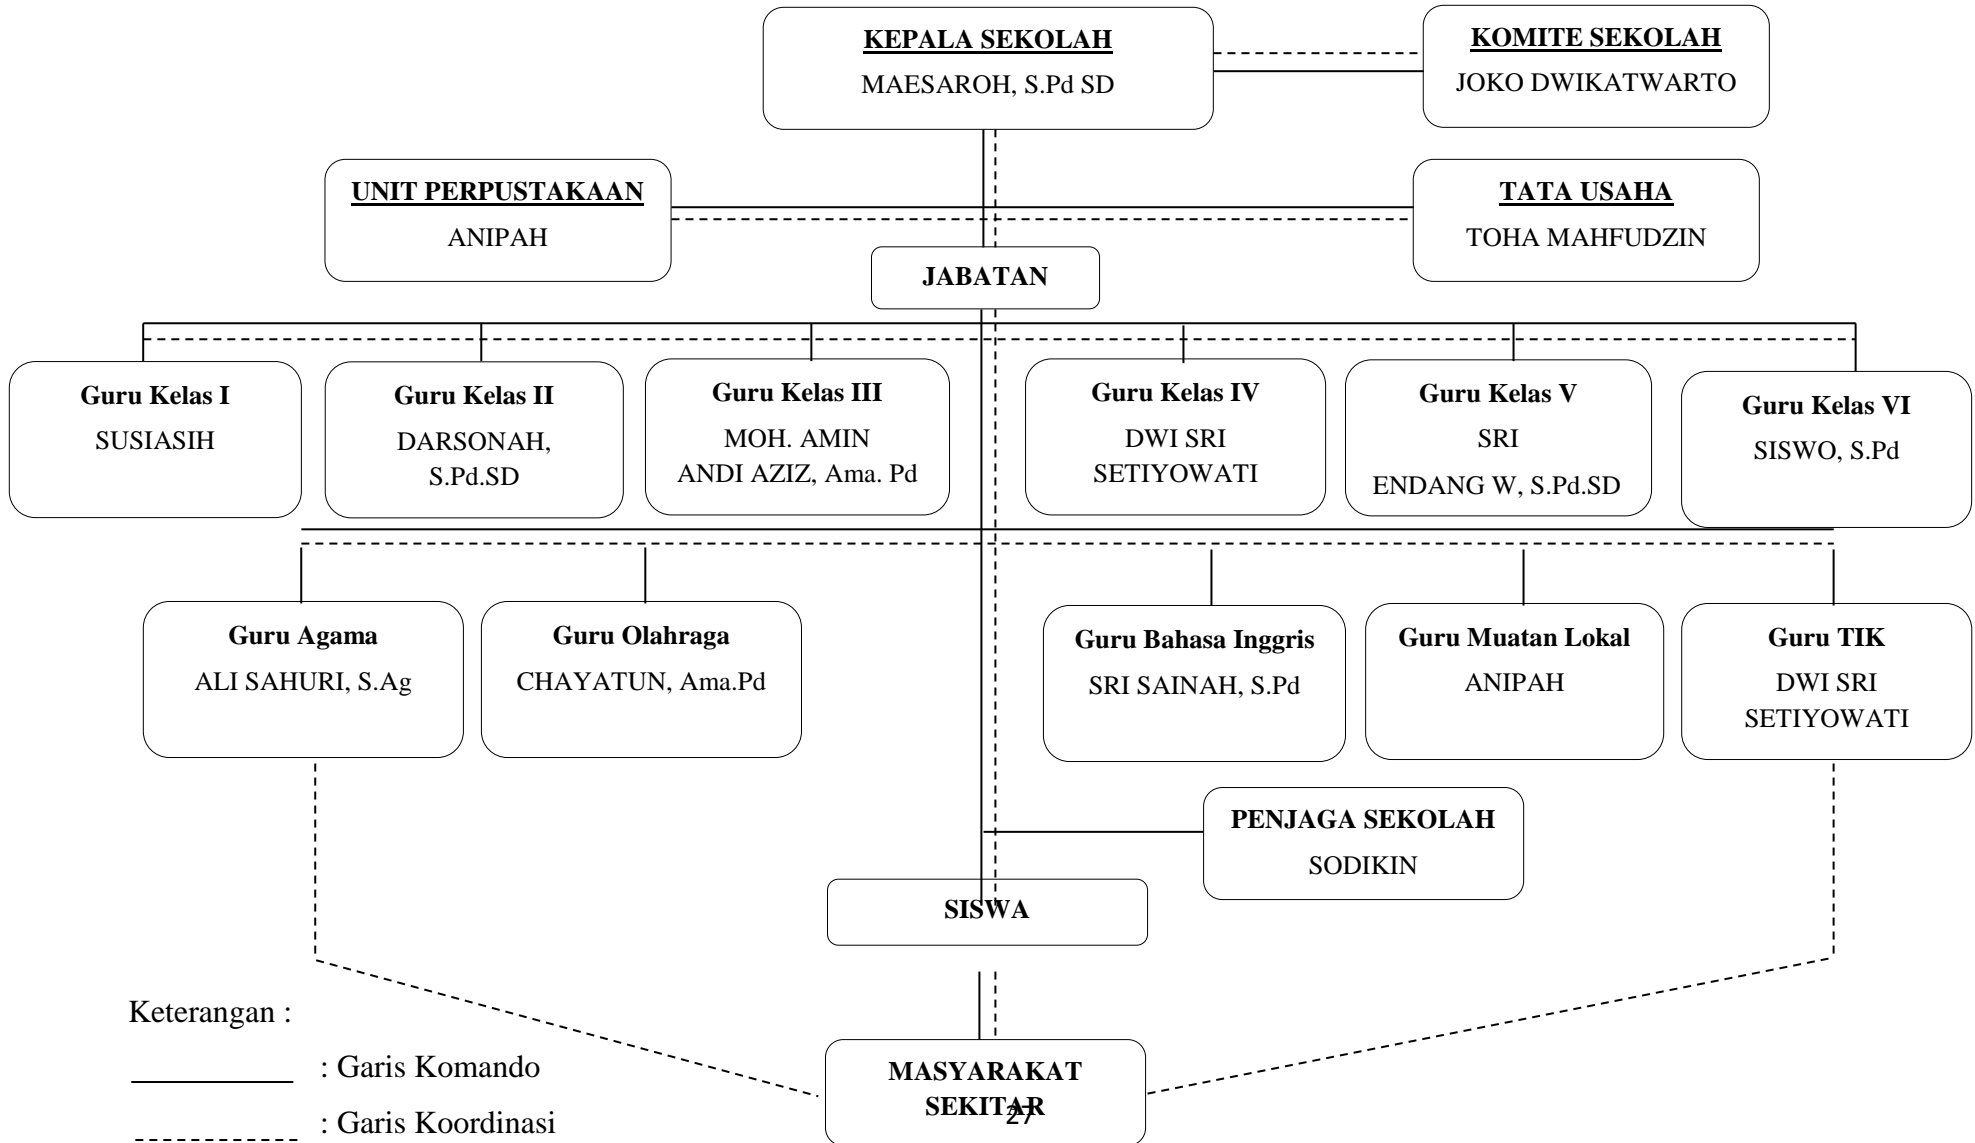 KEPALA SEKOLAH
MAESAROH, S.Pd SD
KOMITE SEKOLAH
JOKO DWIKATWARTO
UNIT PERPUSTAKAAN
ANIPAH
TATA USAHA
TOHA MAHFUDZIN
JABATAN
Guru Kelas I
SUSIASIH
Guru Kelas II
DARSONAH,
S.Pd.SD
Guru Kelas III
MOH. AMIN
ANDI AZIZ, Ama. Pd
Guru Kelas IV
DWI SRI
SETIYOWATI
Guru Kelas V
SRI
ENDANG W, S.Pd.SD
Guru Kelas VI
SISWO, S.Pd
Guru Agama
ALI SAHURI, S.Ag
Guru Olahraga
CHAYATUN, Ama.Pd
Guru Bahasa Inggris
SRI SAINAH, S.Pd
Guru Muatan Lokal
ANIPAH
Guru TIK
DWI SRI
SETIYOWATI
PENJAGA SEKOLAH
SODIKIN
SISWA
MASYARAKAT
SEKITAR
27
Keterangan :
: Garis Komando
: Garis Koordinasi